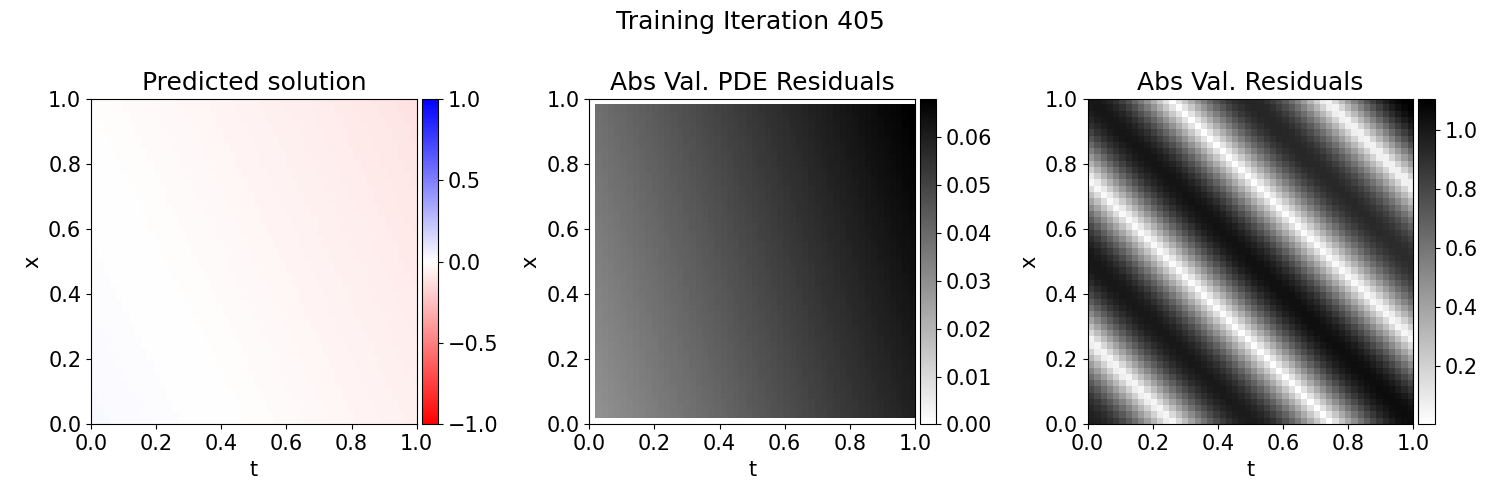 Training Iteration 405
Predicted solution
Abs Val. PDE Residuals
Abs Val. Residuals
1.0
0.8
0.6
0.4
0.2
0.0
x
0.0 0.2 0.4 0.6 0.8 1.0
t
1.0
0.5
0.0
−0.5
−1.0
1.0
0.8
0.6
0.4
0.2
0.0
x
0.0 0.2 0.4 0.6 0.8 1.0
t
0.06
0.05
0.04
0.03
0.02
0.01
0.00
1.0
0.8
0.6
0.4
0.2
0.0
x
0.0 0.2 0.4 0.6 0.8 1.0
t
1.0
0.8
0.6
0.4
0.2